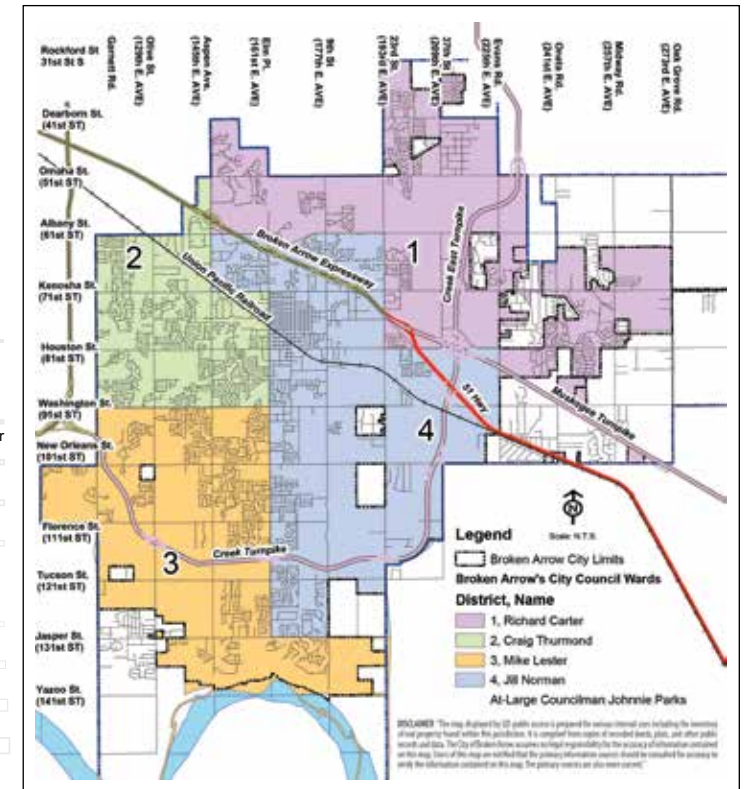 Rockford St
31st St S
Garnett Rd.
Olive St.
(129th E. AVE)
Aspen Ave.
(145th E. AVE)
Elm Pl.
(161st E. AVE)
9th St
(177th E. AVE)
23rd St.
(193rd E. AVE)
37th St.
(209th E. AVE)
Evans Rd.
(225th E. AVE)
Oneta Rd.
(241st E. AVE)
Midway Rd.
(257th E. AVE)
Oak Grove Rd.
(273rd E. AVE)
Dearborn St.
(41st ST)
Omaha St.
(51st ST)
Albany St.
(61st ST)
Kenosha St.
(71st ST)
Houston St.
(81st ST)
Washington St.
(91st ST)
New Orleans St.
(101st ST)
Florence St.
(111st ST)
Tucson St.
(121st ST)
Jasper St.
(131st ST)
Yazoo St.
(141st ST)
1
2
3
4
Broken Arrow Expressway
Union Pacific Railroad
Creek East Turnpike
51 Hwy
Muskogee Turnpike
Creek Turnpike
N
Scale: N.T.S.
Legend
Broken Arrow City Limits
Broken Arrow's City Council Wards
District, Name
1, Richard Carter
2, Craig Thurmond
3, Mike Lester
4, Jill Norman
At-Large Councilman Johnnie Parks
r